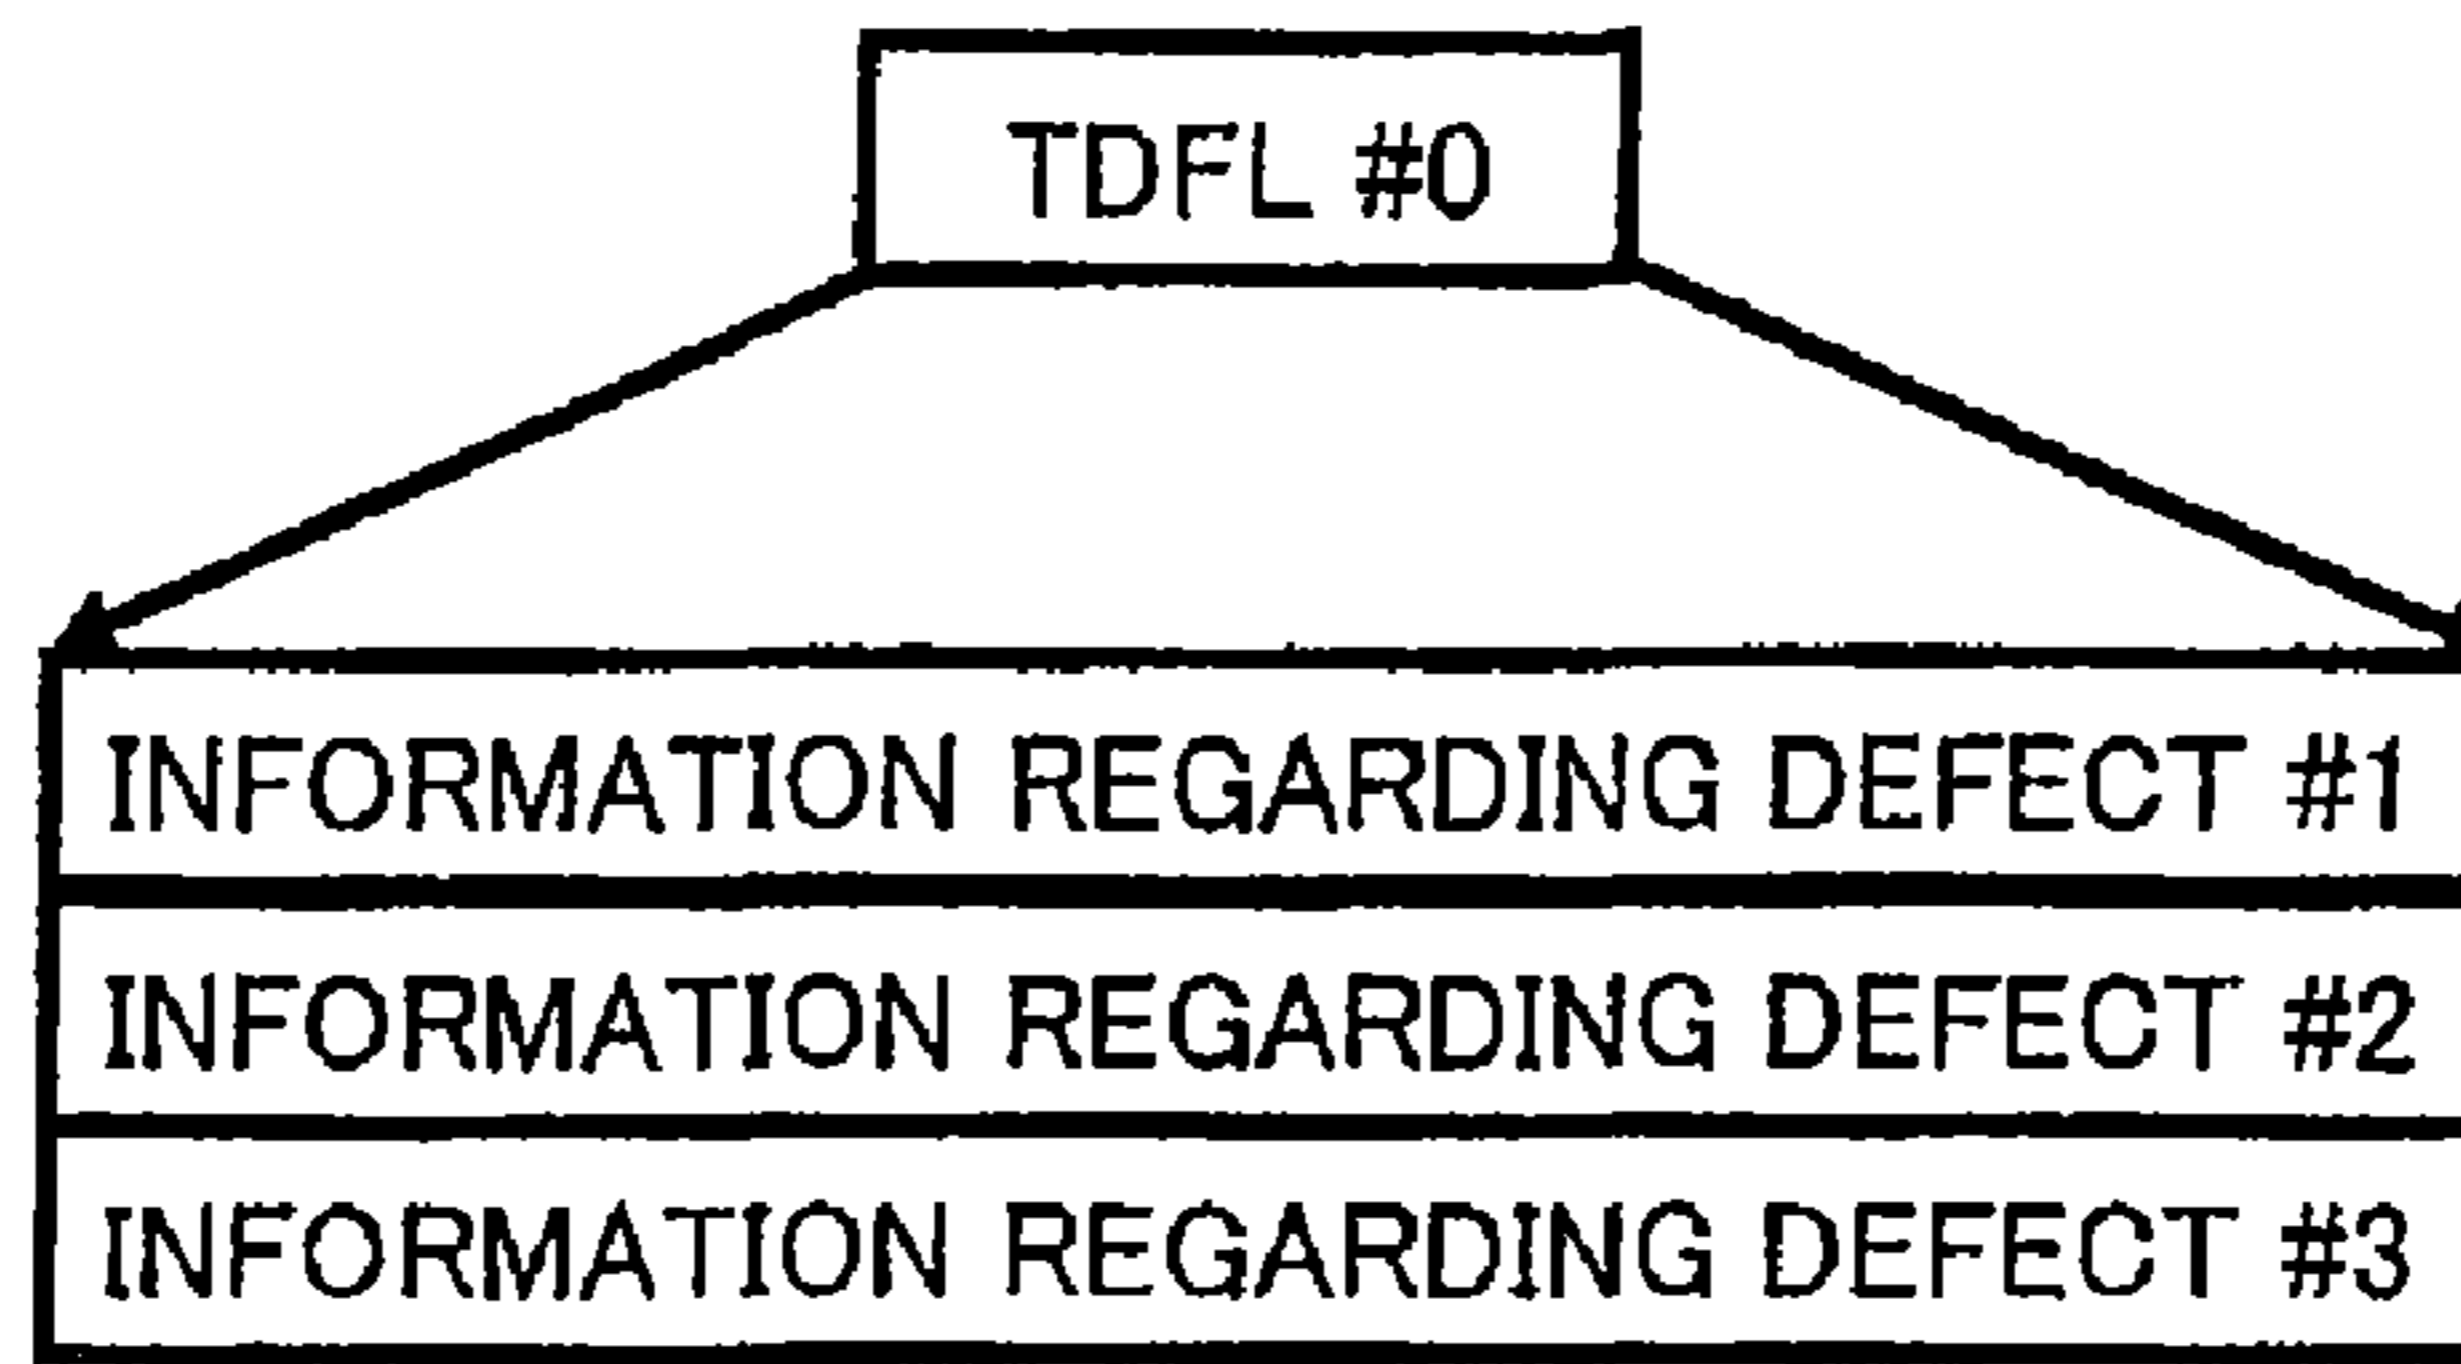 TDFL #0
INFORMATION REGARDING DEFECT #1
INFORMATION REGARDING DEFECT #2
INFORMATION REGARDING DEFECT #3